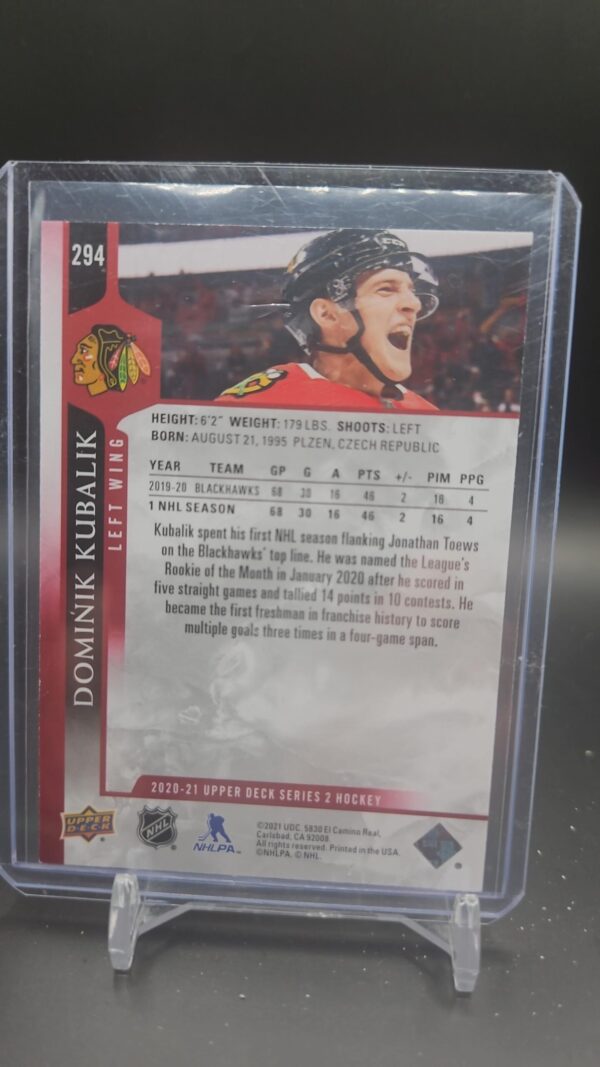 294
DOMINIK KUBALIK
LEFT WING
HEIGHT: 6'2" WEIGHT: 179 LBS. SHOOTS: LEFT
BORN: AUGUST 21, 1995 PLZEN, CZECH REPUBLIC
YEAR TEAM GP G A PTS +/- PIM PPG
2019-20 BLACKHAWKS 68 30 16 46 2 16 4
1 NHL SEASON 68 30 16 46 2 16 4
Kubalik spent his first NHL season flanking Jonathan Toews
on the Blackhawks' top line. He was named the League's
Rookie of the Month in January 2020 after he scored in
five straight games and tallied 14 points in 10 contests. He
became the first freshman in franchise history to score
multiple goals three times in a four-game span.
2020-21 UPPER DECK SERIES 2 HOCKEY
UPPER
D·E·C·K
NHL
NHLPA
©2021 UDC. 5830 El Camino Real,
Carlsbad, CA 92008.
All rights reserved. Printed in the USA.
©NHLPA. © NHL.